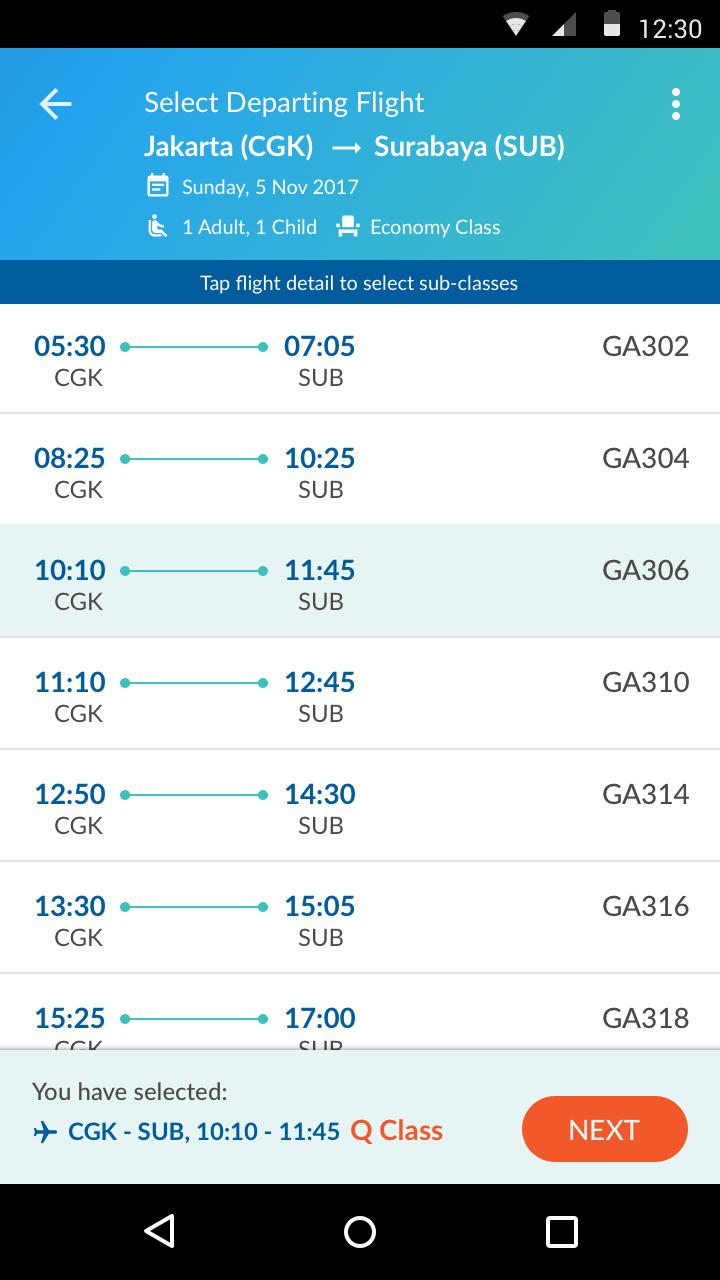 12:30
Select Departing Flight
Jakarta (CGK) → Surabaya (SUB)
Sunday, 5 Nov 2017
1 Adult, 1 Child Economy Class
Tap flight detail to select sub-classes
05:30 07:05 GA302
CGK SUB
08:25 10:25 GA304
CGK SUB
10:10 11:45 GA306
CGK SUB
11:10 12:45 GA310
CGK SUB
12:50 14:30 GA314
CGK SUB
13:30 15:05 GA316
CGK SUB
15:25 17:00 GA318
CGK SUB
You have selected:
CGK - SUB, 10:10 - 11:45 Q Class
NEXT